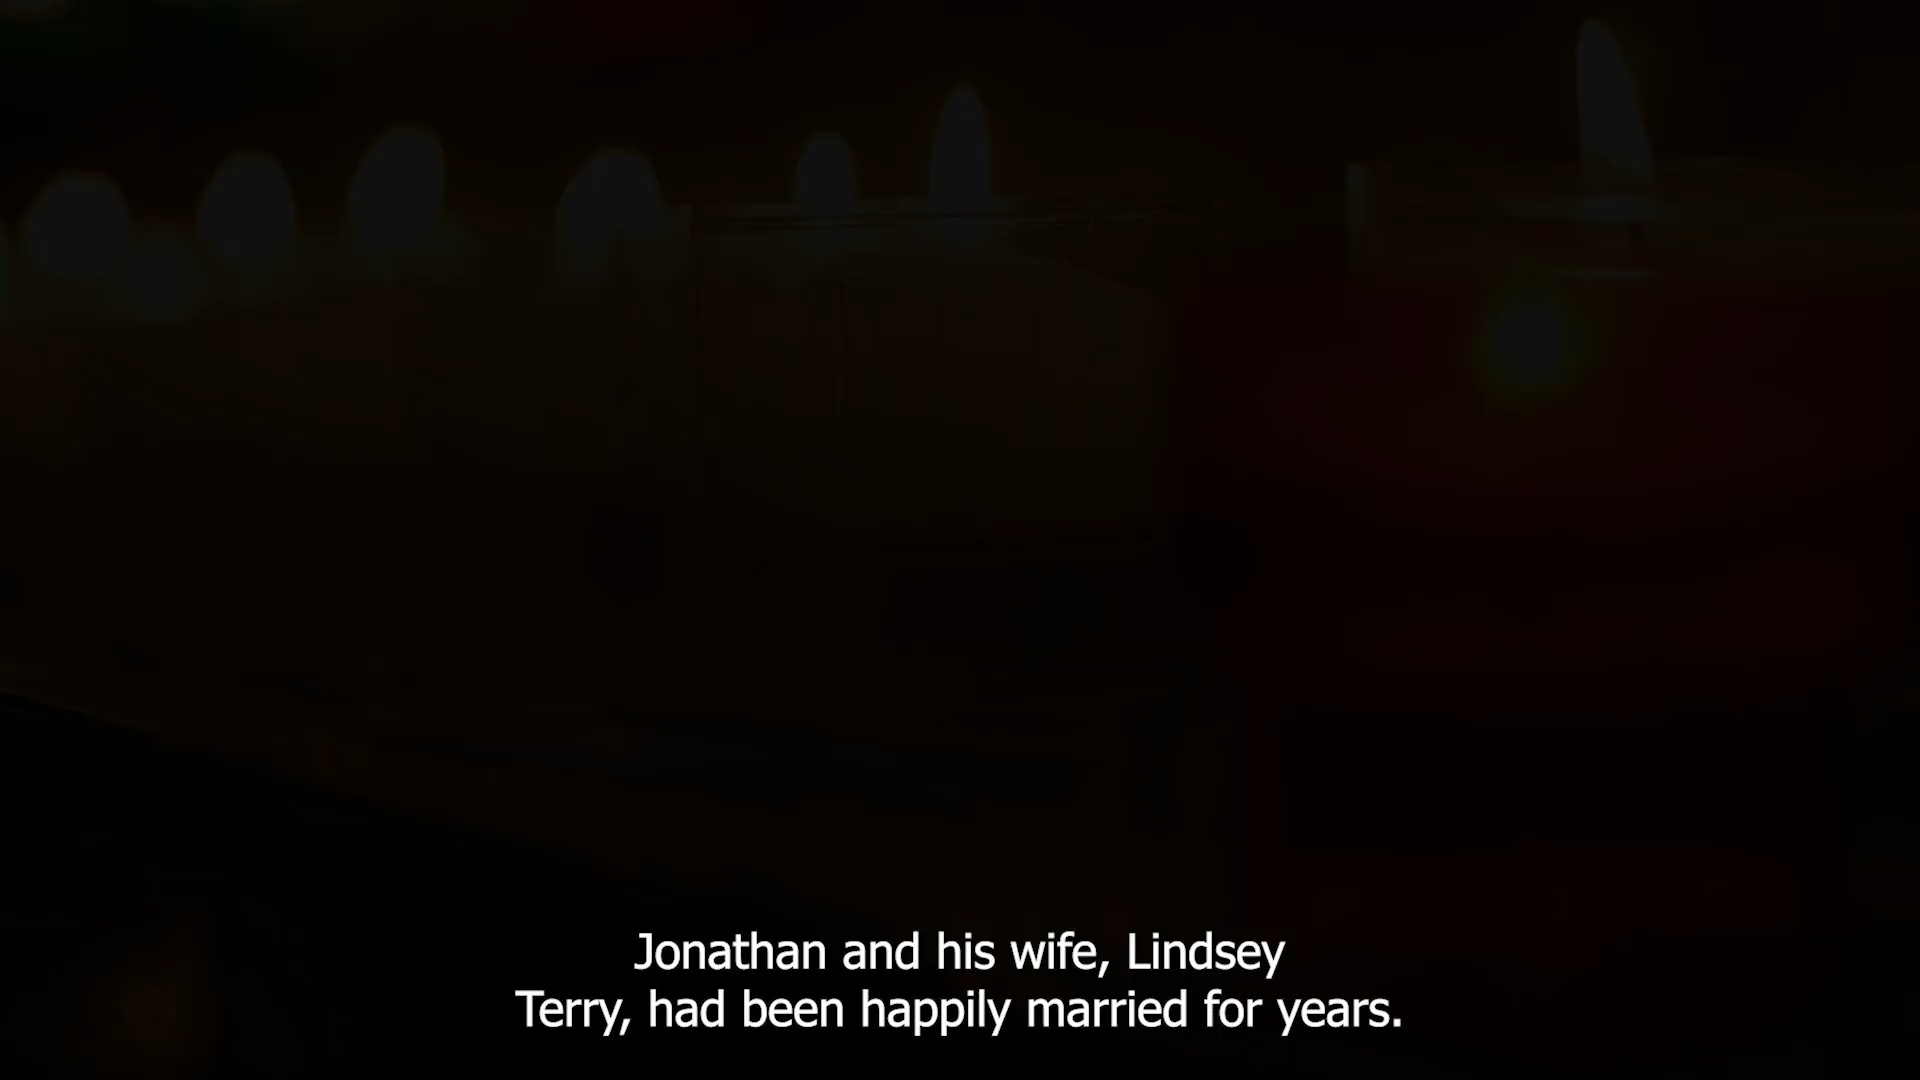 Jonathan and his wife, Lindsey
Terry, had been happily married for years.